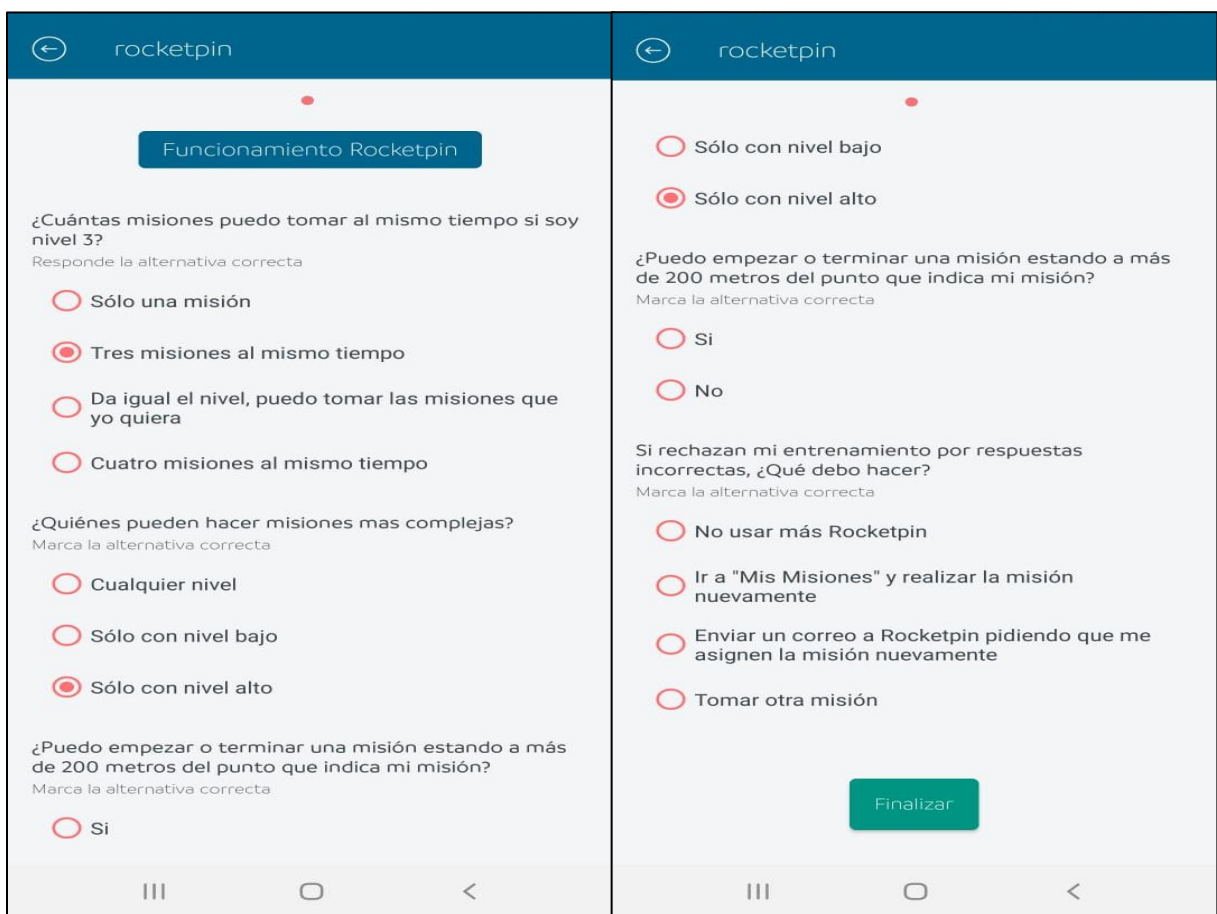 rocketpin
Funcionamiento Rocketpin
¿Cuántas misiones puedo tomar al mismo tiempo si soy
nivel 3?
Responde la alternativa correcta
Sólo una misión
Tres misiones al mismo tiempo
Da igual el nivel, puedo tomar las misiones que
yo quiera
Cuatro misiones al mismo tiempo
¿Quiénes pueden hacer misiones mas complejas?
Marca la alternativa correcta
Cualquier nivel
Sólo con nivel bajo
Sólo con nivel alto
¿Puedo empezar o terminar una misión estando a más
de 200 metros del punto que indica mi misión?
Marca la alternativa correcta
Si
rocketpin
Sólo con nivel bajo
Sólo con nivel alto
¿Puedo empezar o terminar una misión estando a más
de 200 metros del punto que indica mi misión?
Marca la alternativa correcta
Si
No
Si rechazan mi entrenamiento por respuestas
incorrectas, ¿Qué debo hacer?
Marca la alternativa correcta
No usar más Rocketpin
Ir a "Mis Misiones" y realizar la misión
nuevamente
Enviar un correo a Rocketpin pidiendo que me
asignen la misión nuevamente
Tomar otra misión
Finalizar